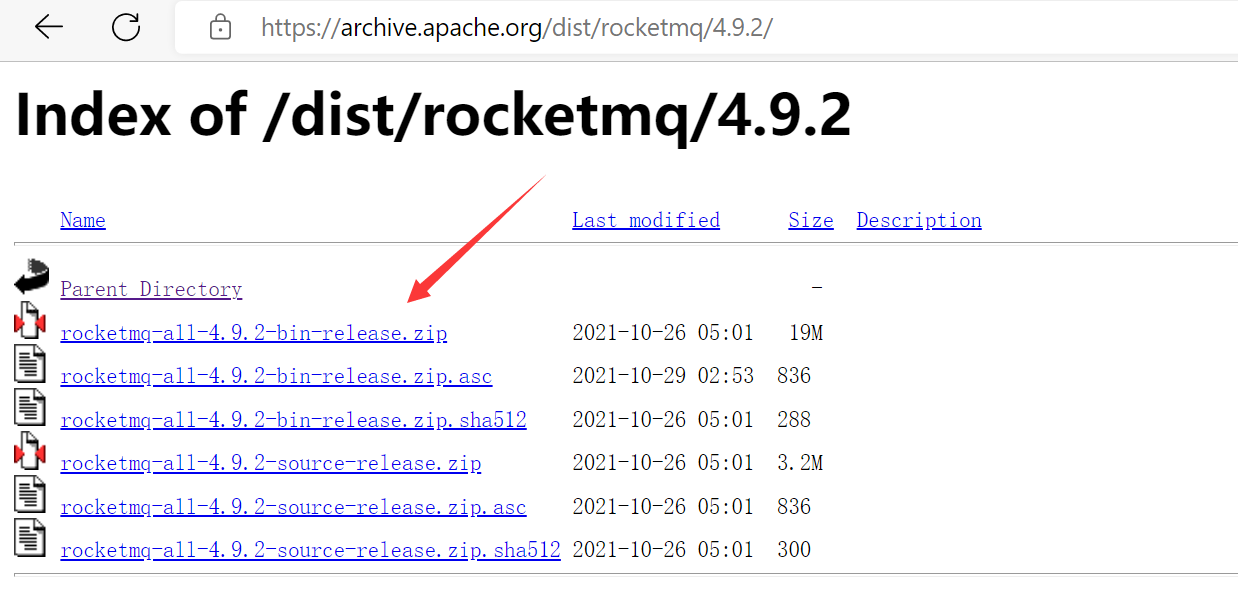 https://archive.apache.org/dist/rocketmq/4.9.2/
Index of /dist/rocketmq/4.9.2
Name Last modified Size Description
Parent Directory -
rocketmq-all-4.9.2-bin-release.zip 2021-10-26 05:01 19M
rocketmq-all-4.9.2-bin-release.zip.asc 2021-10-29 02:53 836
rocketmq-all-4.9.2-bin-release.zip.sha512 2021-10-26 05:01 288
rocketmq-all-4.9.2-source-release.zip 2021-10-26 05:01 3.2M
rocketmq-all-4.9.2-source-release.zip.asc 2021-10-26 05:01 836
rocketmq-all-4.9.2-source-release.zip.sha512 2021-10-26 05:01 300